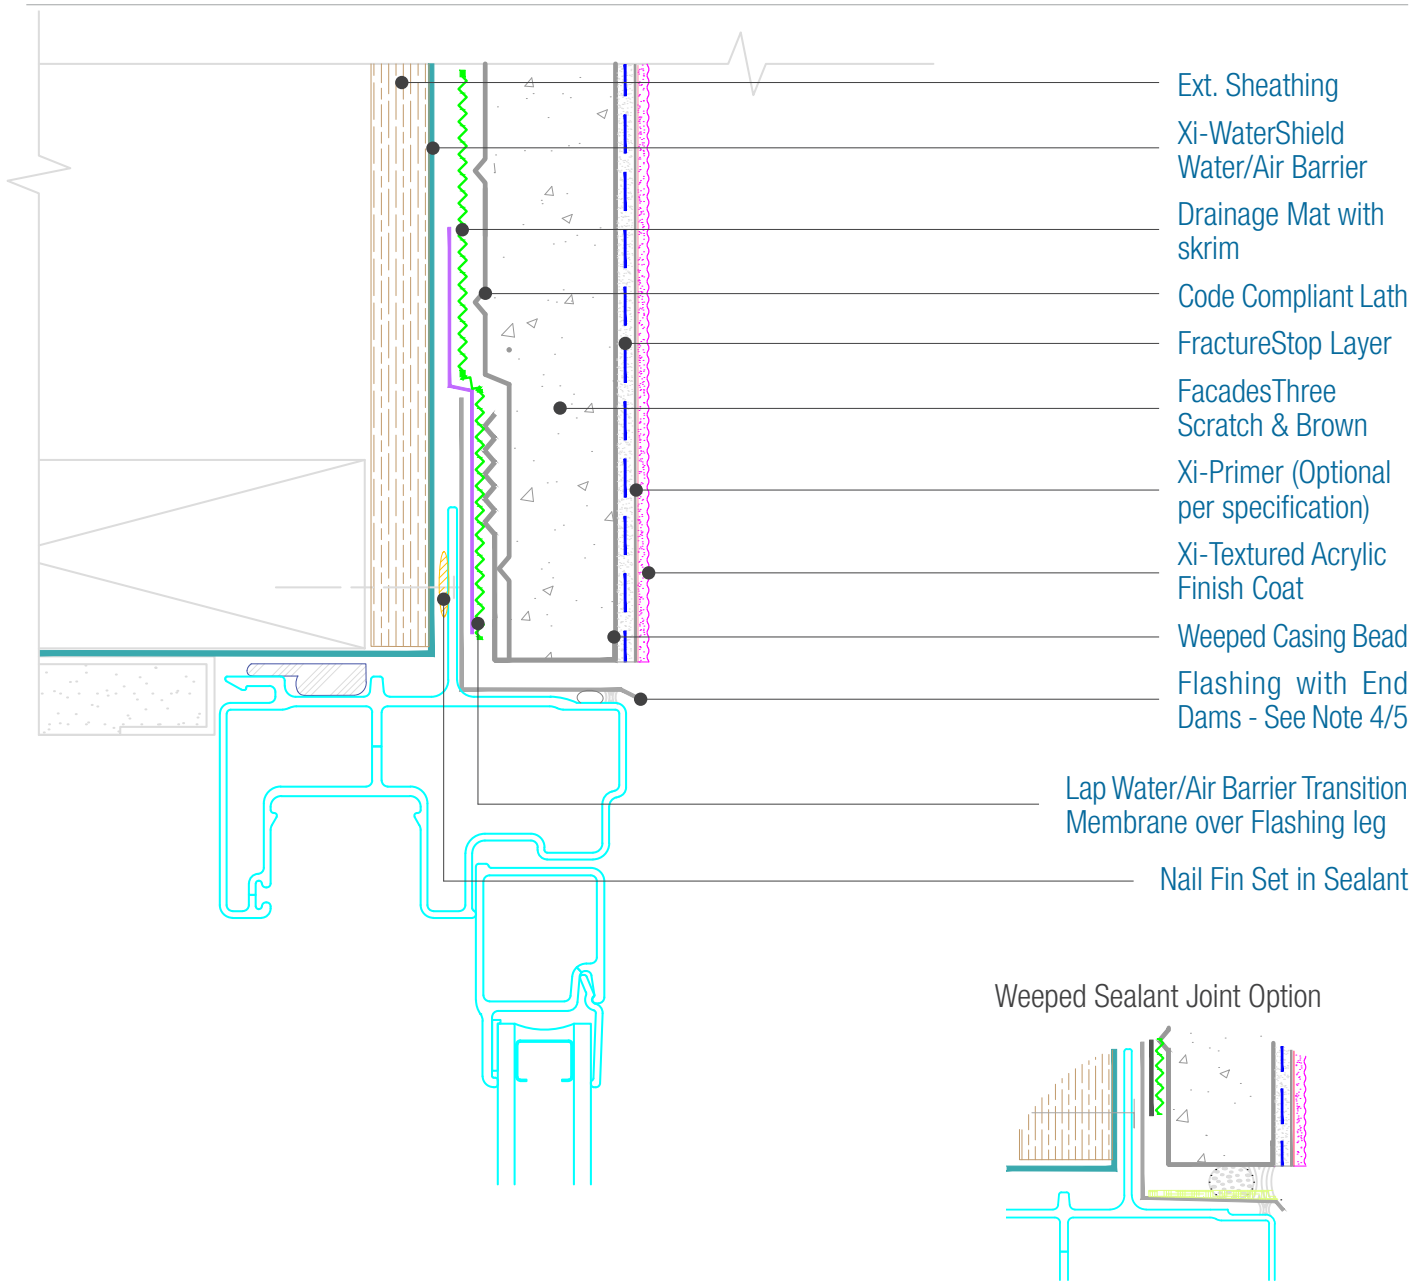 Ext. Sheathing
Xi-WaterShield
Water/Air Barrier
Drainage Mat with
skrim
Code Compliant Lath
FractureStop Layer
FacadesThree
Scratch & Brown
Xi-Primer (Optional
per specification)
Xi-Textured Acrylic
Finish Coat
Weeped Casing Bead
Flashing with End
Dams - See Note 4/5
Lap Water/Air Barrier Transition
Membrane over Flashing leg
Nail Fin Set in Sealant
Weeped Sealant Joint Option